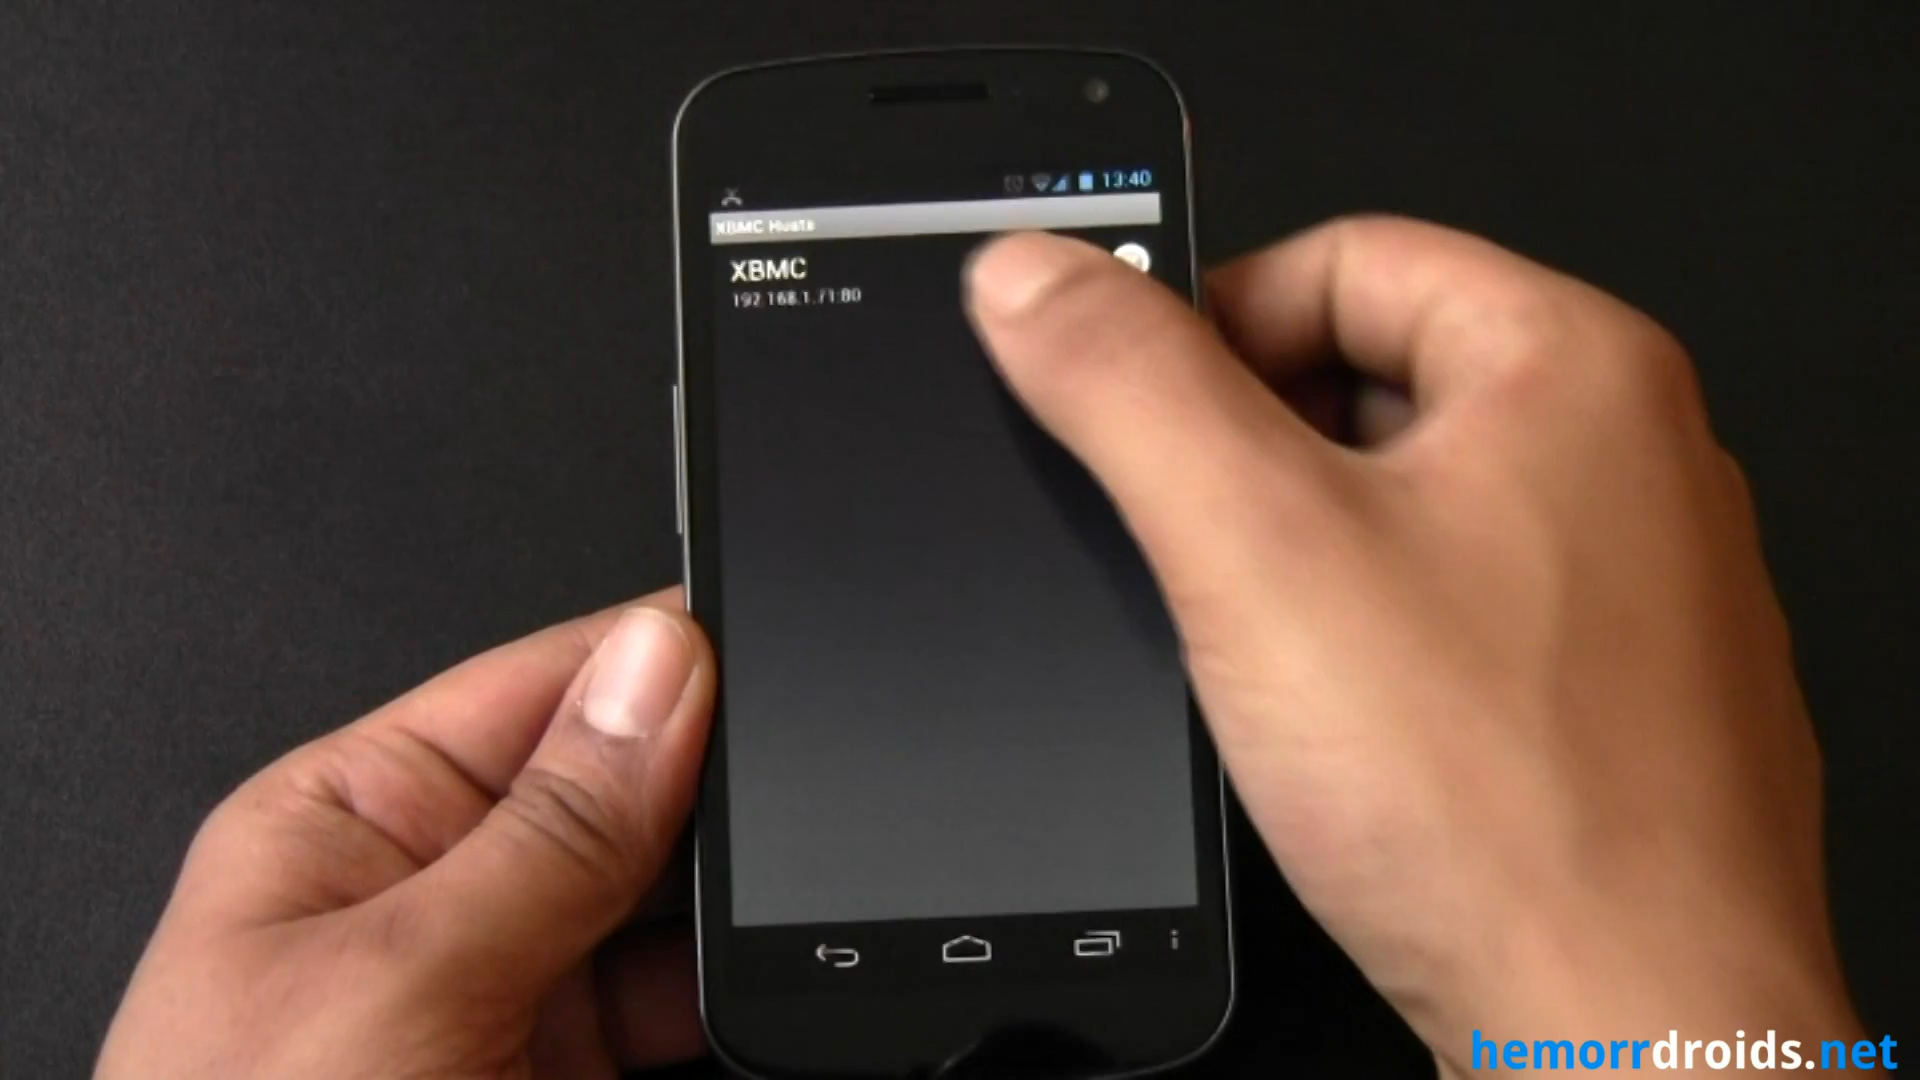 13:40
XBMC Hosts
XBMC
192.168.1.71:80
hemorrdroids.net